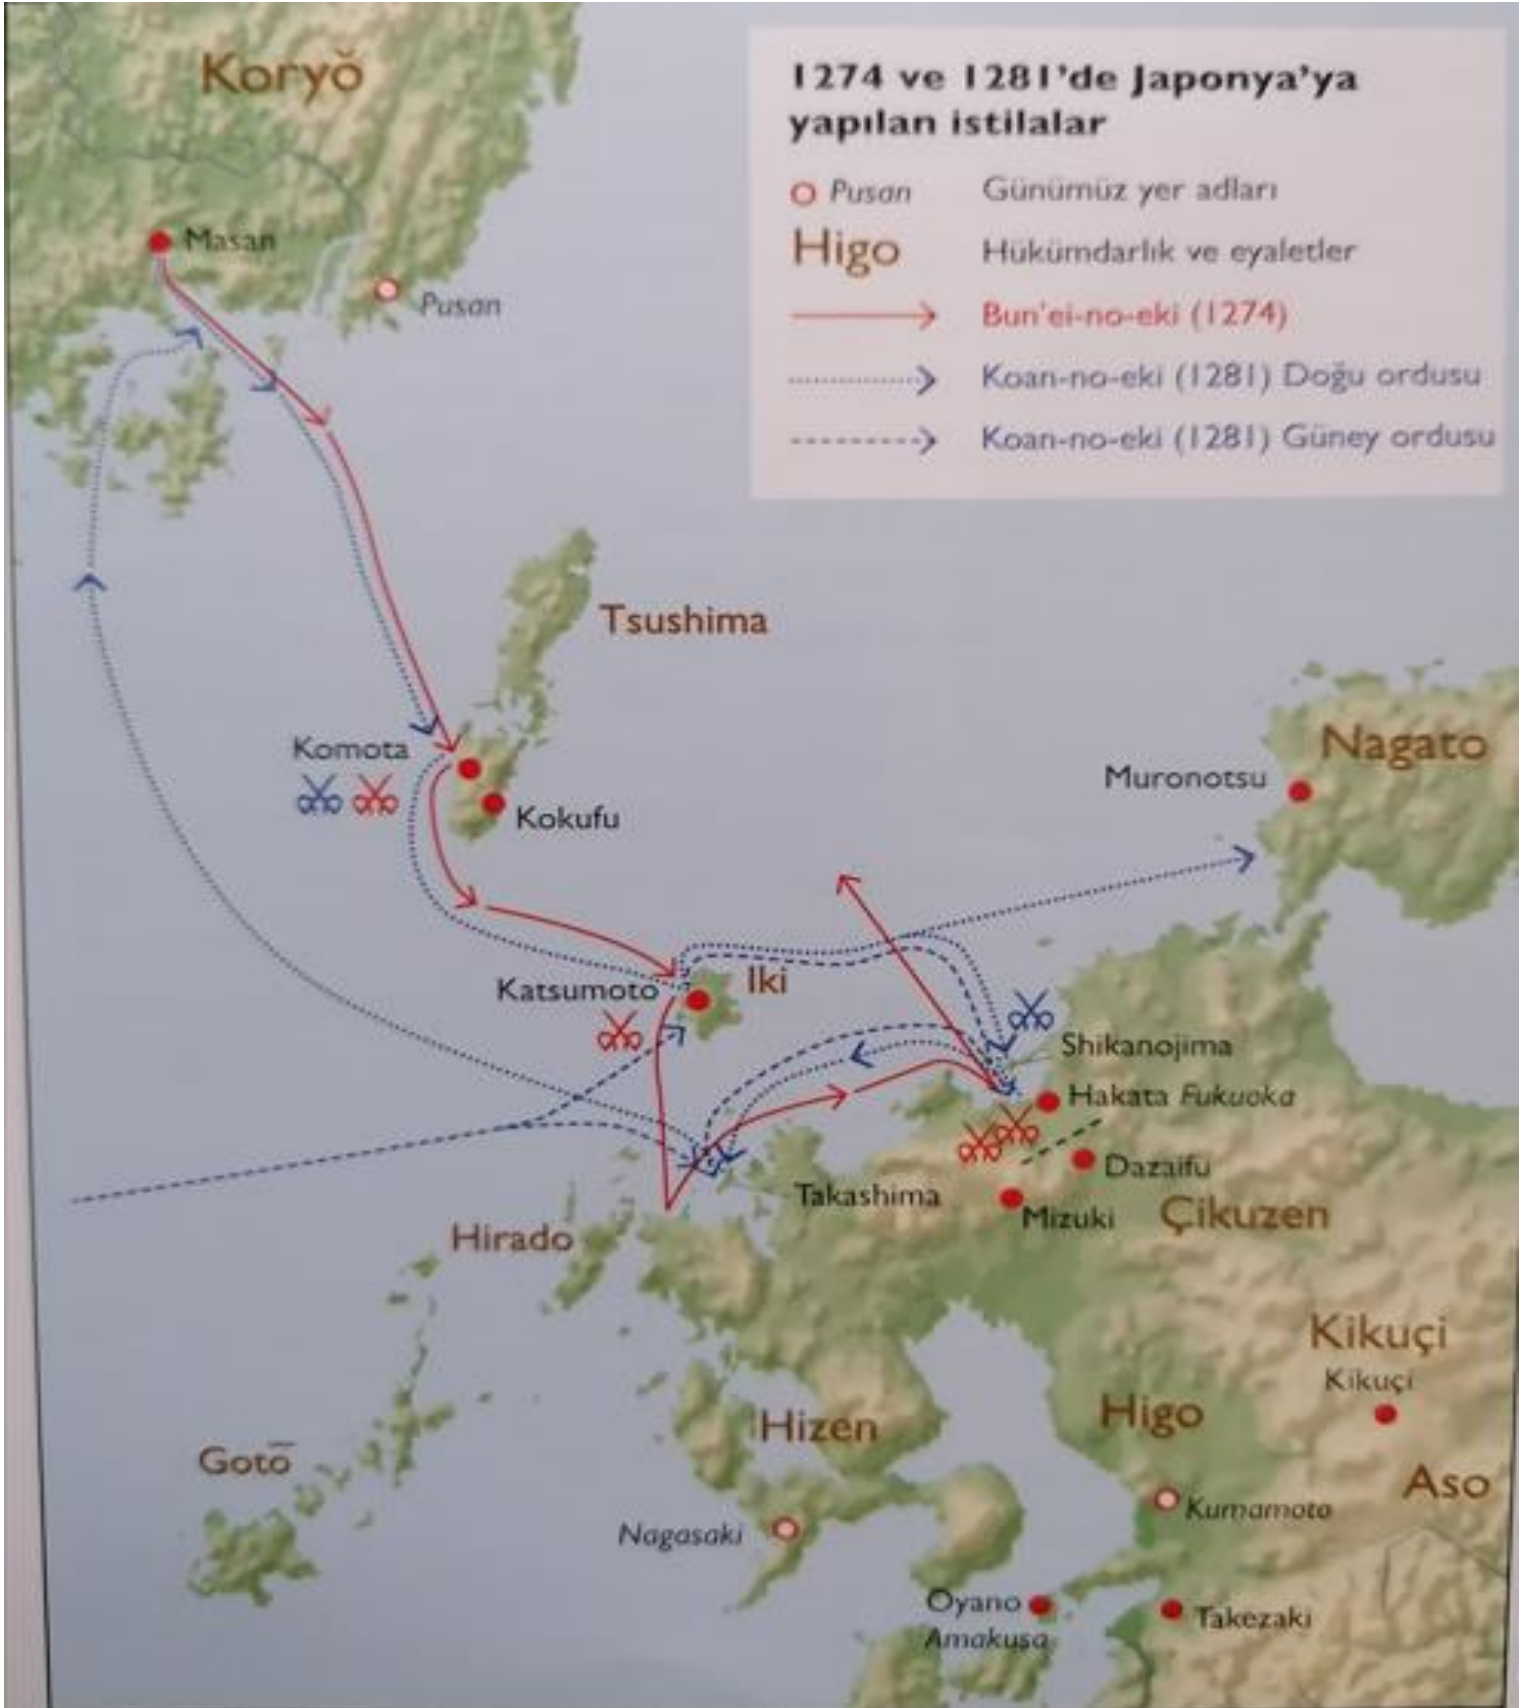 Koryŏ
1274 ve 1281'de Japonya'ya
yapılan istilalar
Pusan Günümüz yer adları
Higo Hükümdarlık ve eyaletler
Bun'ei-no-eki (1274)
Koan-no-eki (1281) Doğu ordusu
Koan-no-eki (1281) Güney ordusu
Masan
Pusan
Tsushima
Komota
Kokufu
Nagato
Muronotsu
Katsumoto
Iki
Shikanojima
Hakata Fukuoka
Dazaifu
Takashima
Mizuki
Çikuzen
Hirado
Kikuçi
Kikuçi
Hizen
Higo
Gotō
Aso
Kumamoto
Nagasaki
Oyano
Amakusa
Takezaki